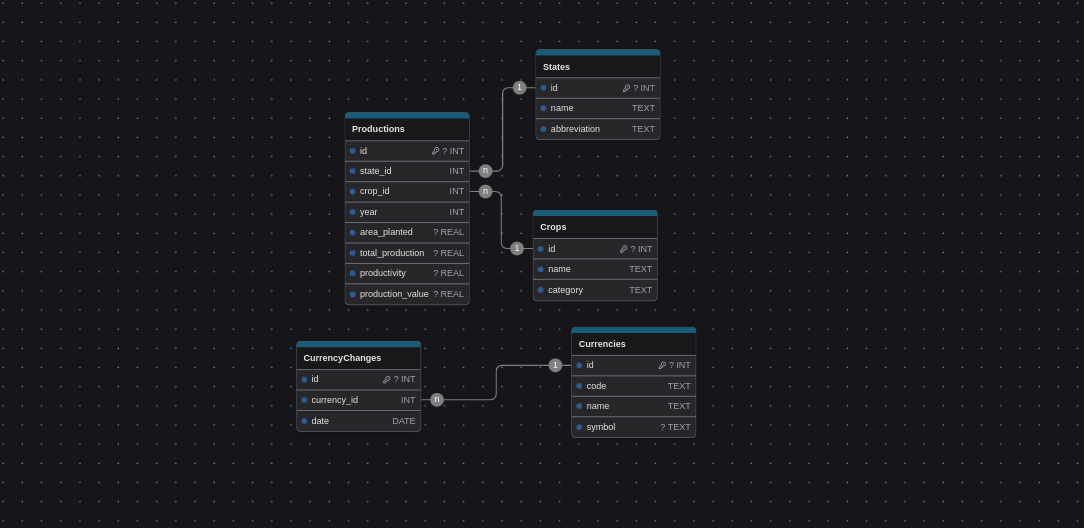 States
id ? INT
name TEXT
abbreviation TEXT
1
Productions
id ? INT
state_id INT
n
crop_id INT
n
year INT
area_planted ? REAL
total_production ? REAL
productivity ? REAL
production_value ? REAL
Crops
1
id ? INT
name TEXT
category TEXT
CurrencyChanges
id ? INT
currency_id INT
n
date DATE
Currencies
1
id ? INT
code TEXT
name TEXT
symbol ? TEXT